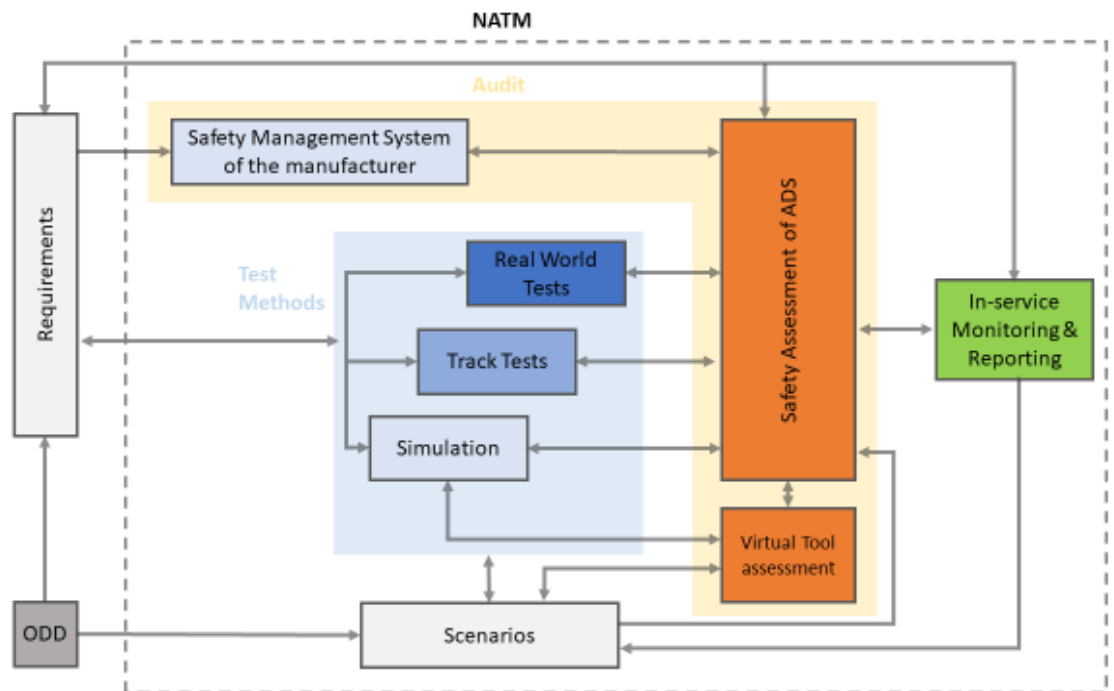 NATM
Audit
Safety Management System
of the manufacturer
Requirements
Safety Assessment of ADS
Real World
Tests
Test
Methods
Track Tests
In-service
Monitoring &
Reporting
Simulation
Virtual Tool
assessment
ODD
Scenarios